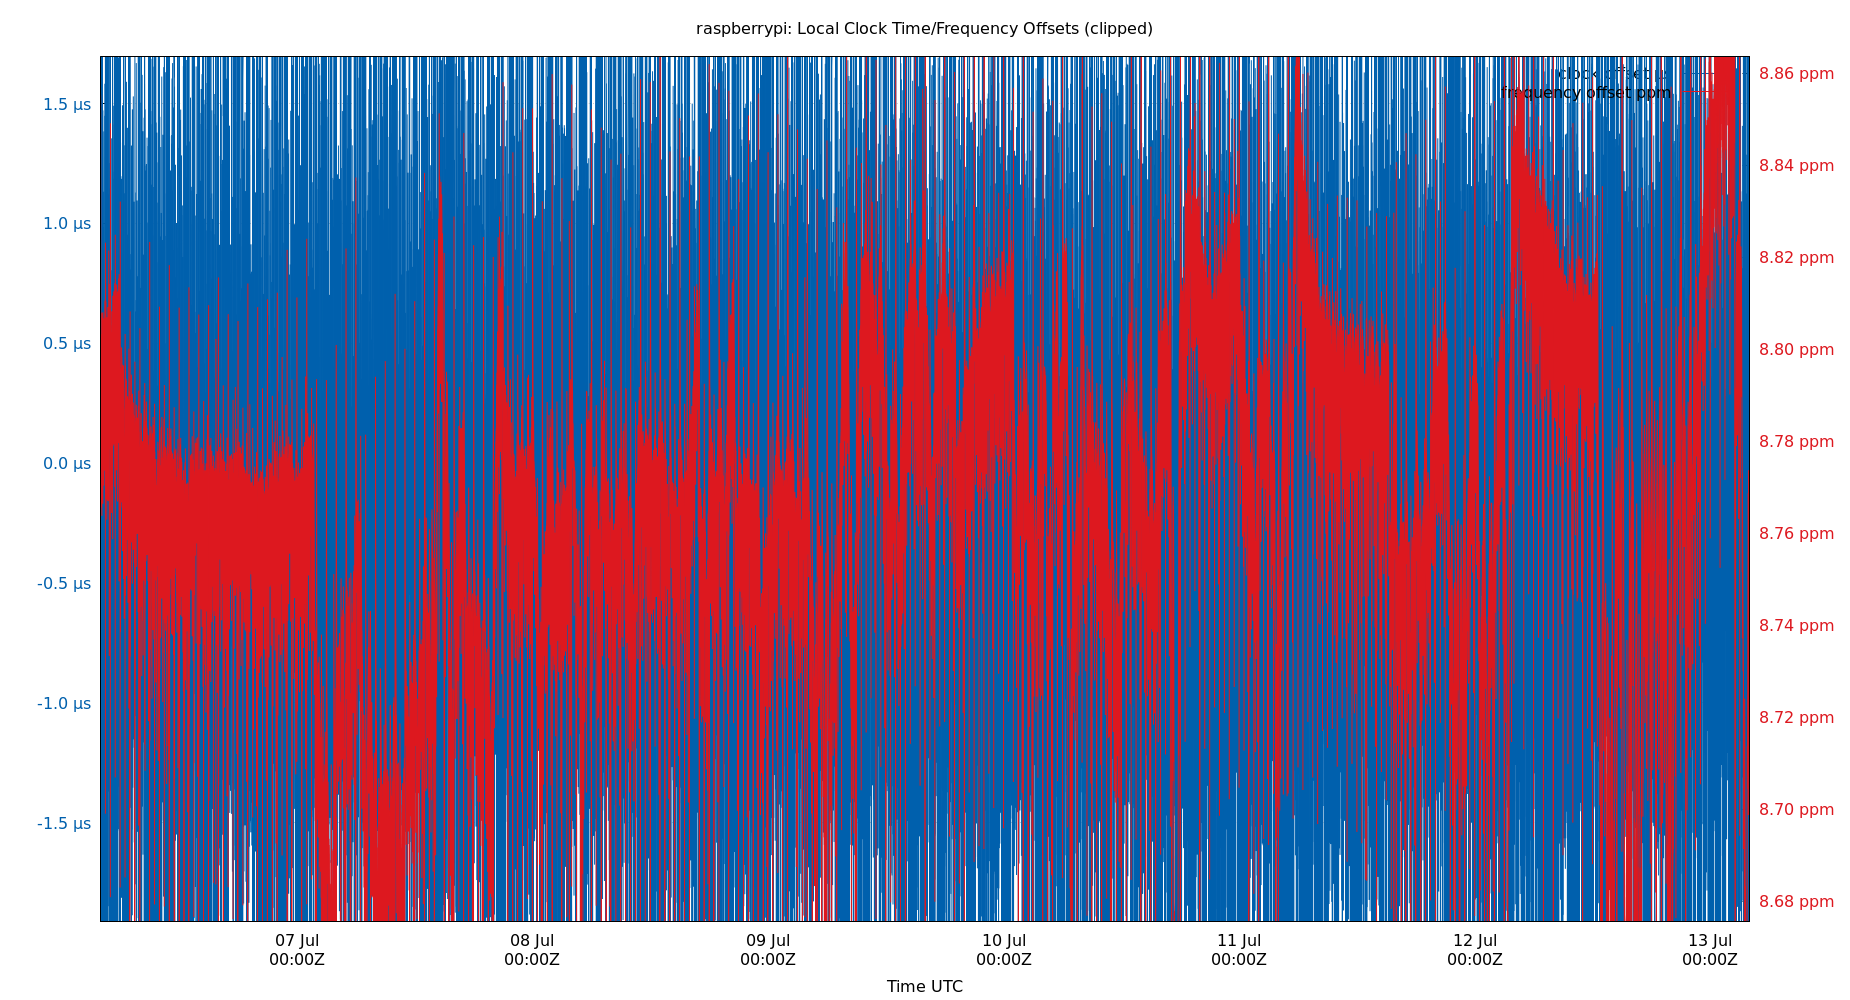 raspberrypi: Local Clock Time/Frequency Offsets (clipped)
clock offset µs
frequency offset ppm
1.5 µs
1.0 µs
0.5 µs
0.0 µs
-0.5 µs
-1.0 µs
-1.5 µs
8.86 ppm
8.84 ppm
8.82 ppm
8.80 ppm
8.78 ppm
8.76 ppm
8.74 ppm
8.72 ppm
8.70 ppm
8.68 ppm
07 Jul
00:00Z
08 Jul
00:00Z
09 Jul
00:00Z
10 Jul
00:00Z
11 Jul
00:00Z
12 Jul
00:00Z
13 Jul
00:00Z
Time UTC